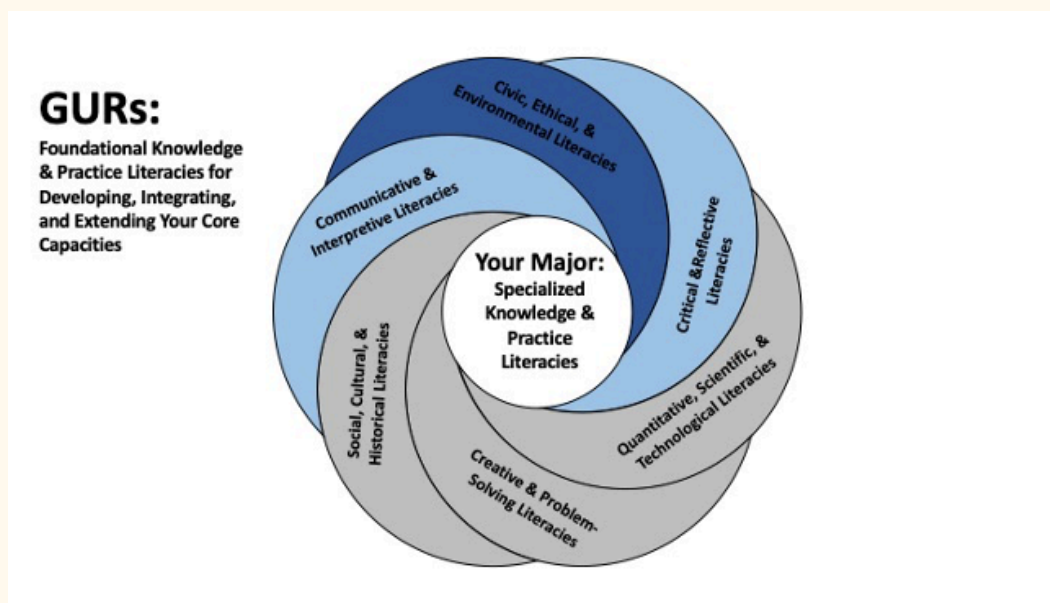 GURs:
Foundational Knowledge
& Practice Literacies for
Developing, Integrating,
and Extending Your Core
Capacities
Civic, Ethical, &
Environmental Literacies
Communicative &
Interpretive Literacies
Critical &Reflective
Literacies
Your Major:
Specialized
Knowledge &
Practice
Literacies
Social, Cultural, &
Historical Literacies
Quantitative, Scientific, &
Technological Literacies
Creative & Problem-
Solving Literacies